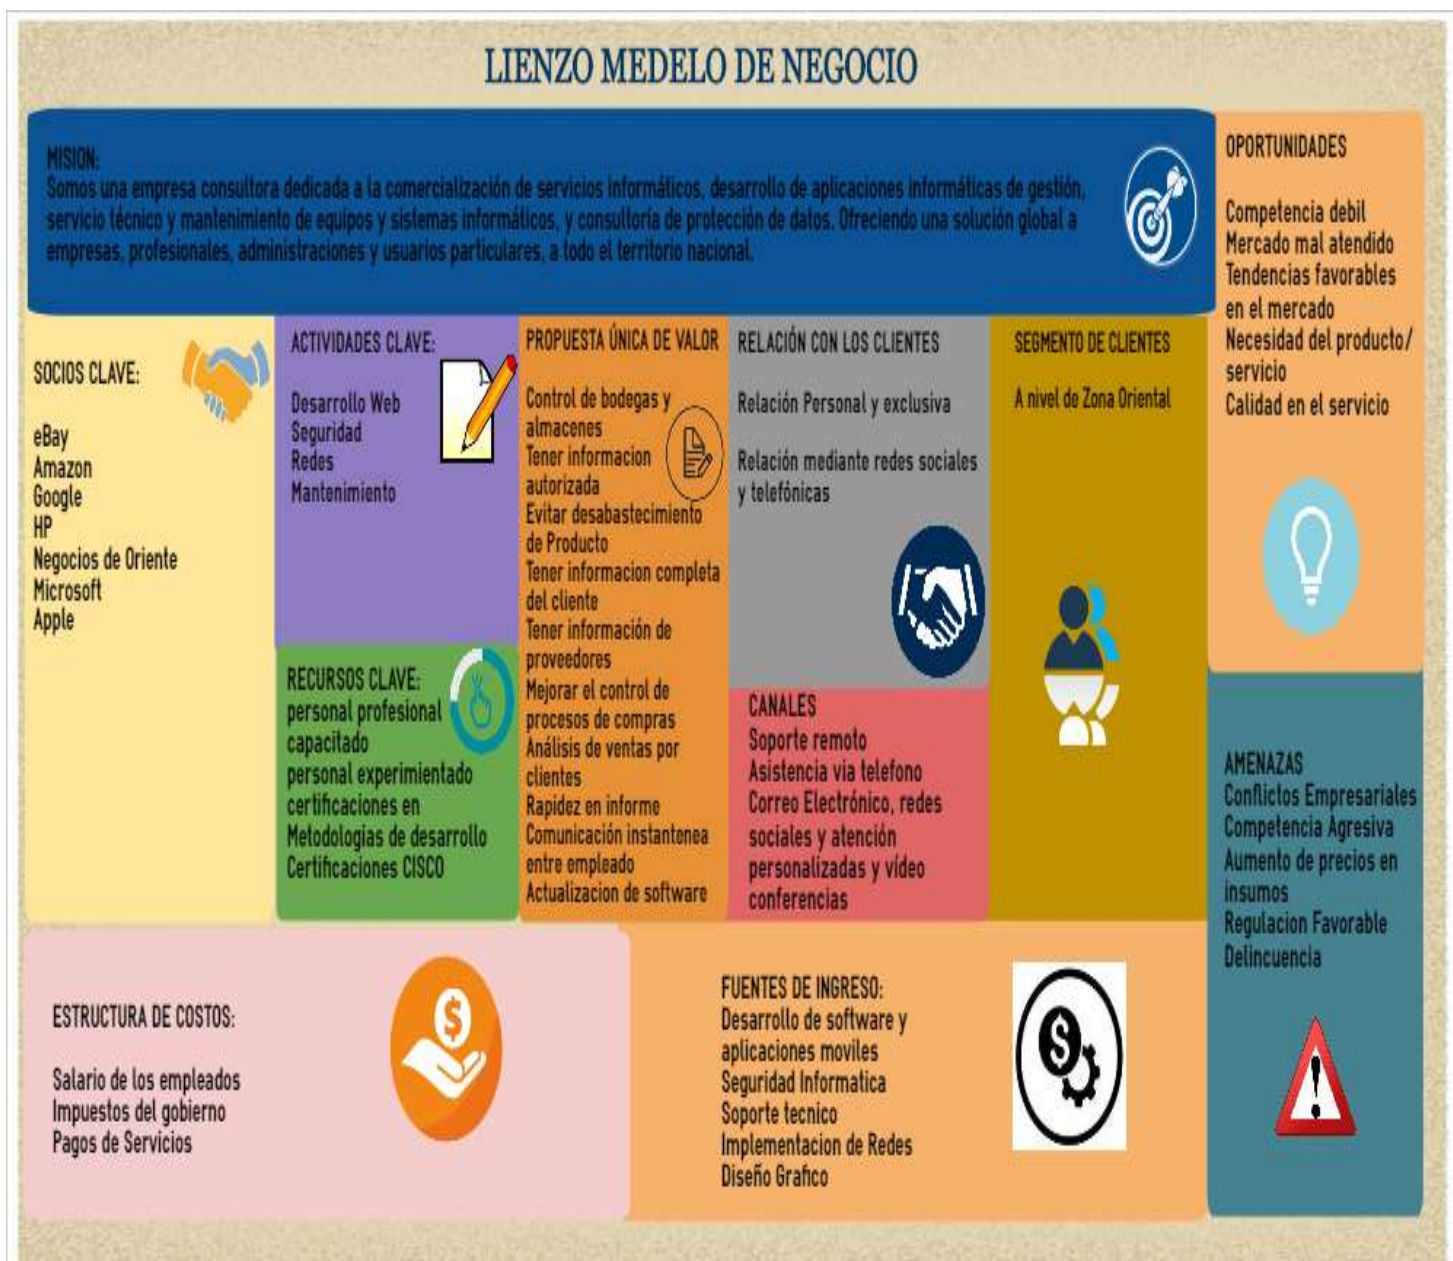 LIENZO MEDELO DE NEGOCIO
MISION:
Somos una empresa consultora dedicada a la comercialización de servicios informáticos, desarrollo de aplicaciones informáticas de gestión,
servicio técnico y mantenimiento de equipos y sistemas informáticos, y consultoría de protección de datos. Ofreciendo una solución global a
empresas, profesionales, administraciones y usuarios particulares, a todo el territorio nacional.
OPORTUNIDADES
Competencia debil
Mercado mal atendido
Tendencias favorables
en el mercado
Necesidad del producto/
servicio
Calidad en el servicio
SOCIOS CLAVE:
eBay
Amazon
Google
HP
Negocios de Oriente
Microsoft
Apple
ACTIVIDADES CLAVE:
Desarrollo Web
Seguridad
Redes
Mantenimiento
RECURSOS CLAVE:
personal profesional
capacitado
personal experimientado
certificaciones en
Metodologias de desarrollo
Certificaciones CISCO
PROPUESTA ÚNICA DE VALOR
Control de bodegas y
almacenes
Tener informacion
autorizada
Evitar desabastecimiento
de Producto
Tener informacion completa
del cliente
Tener información de
proveedores
Mejorar el control de
procesos de compras
Análisis de ventas por
clientes
Rapidez en informe
Comunicación instantenea
entre empleado
Actualizacion de software
RELACIÓN CON LOS CLIENTES
Relación Personal y exclusiva
Relación mediante redes sociales
y telefónicas
CANALES
Soporte remoto
Asistencia via telefono
Correo Electrónico, redes
sociales y atención
personalizadas y vídeo
conferencias
SEGMENTO DE CLIENTES
A nivel de Zona Oriental
AMENAZAS
Conflictos Empresariales
Competencia Agresiva
Aumento de precios en
insumos
Regulacion Favorable
Delincuencia
ESTRUCTURA DE COSTOS:
Salario de los empleados
Impuestos del gobierno
Pagos de Servicios
FUENTES DE INGRESO:
Desarrollo de software y
aplicaciones moviles
Seguridad Informatica
Soporte tecnico
Implementacion de Redes
Diseño Grafico